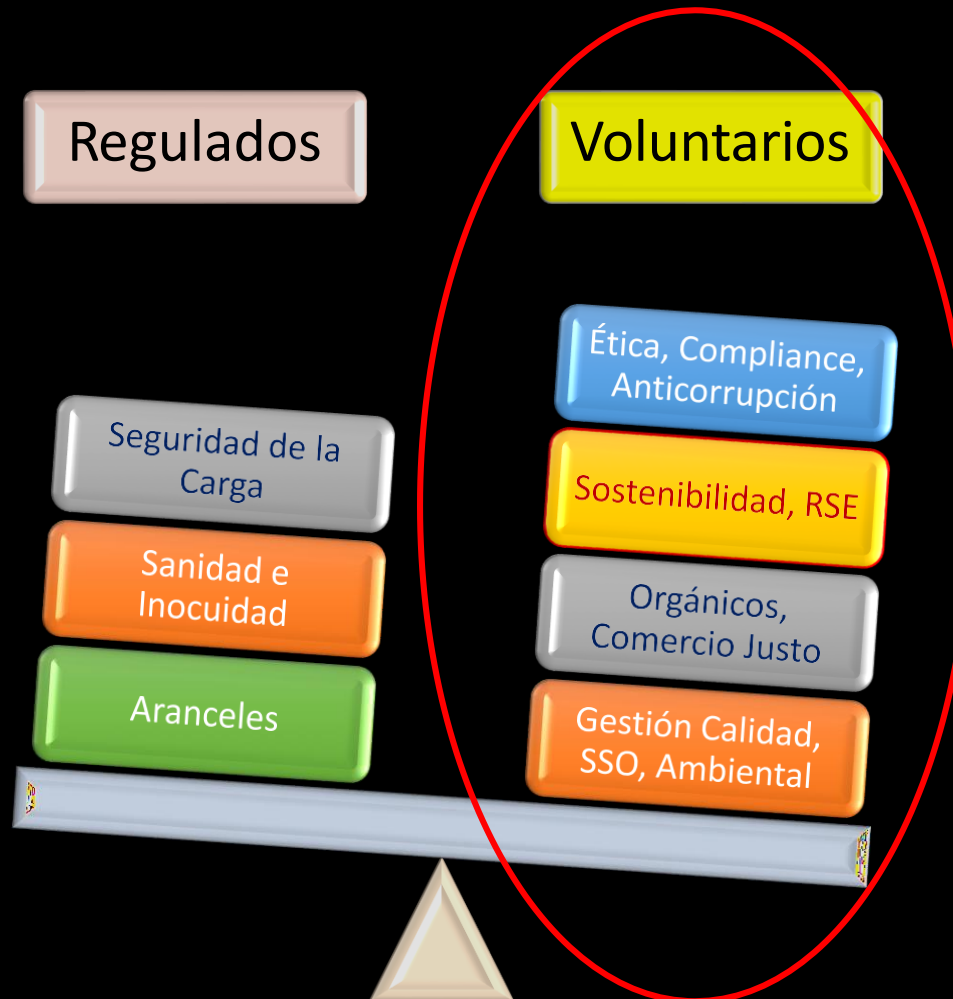 Regulados
Voluntarios
Seguridad de la
Carga
Sanidad e
Inocuidad
Aranceles
Ética, Compliance,
Anticorrupción
Sostenibilidad, RSE
Orgánicos,
Comercio Justo
Gestión Calidad,
SSO, Ambiental